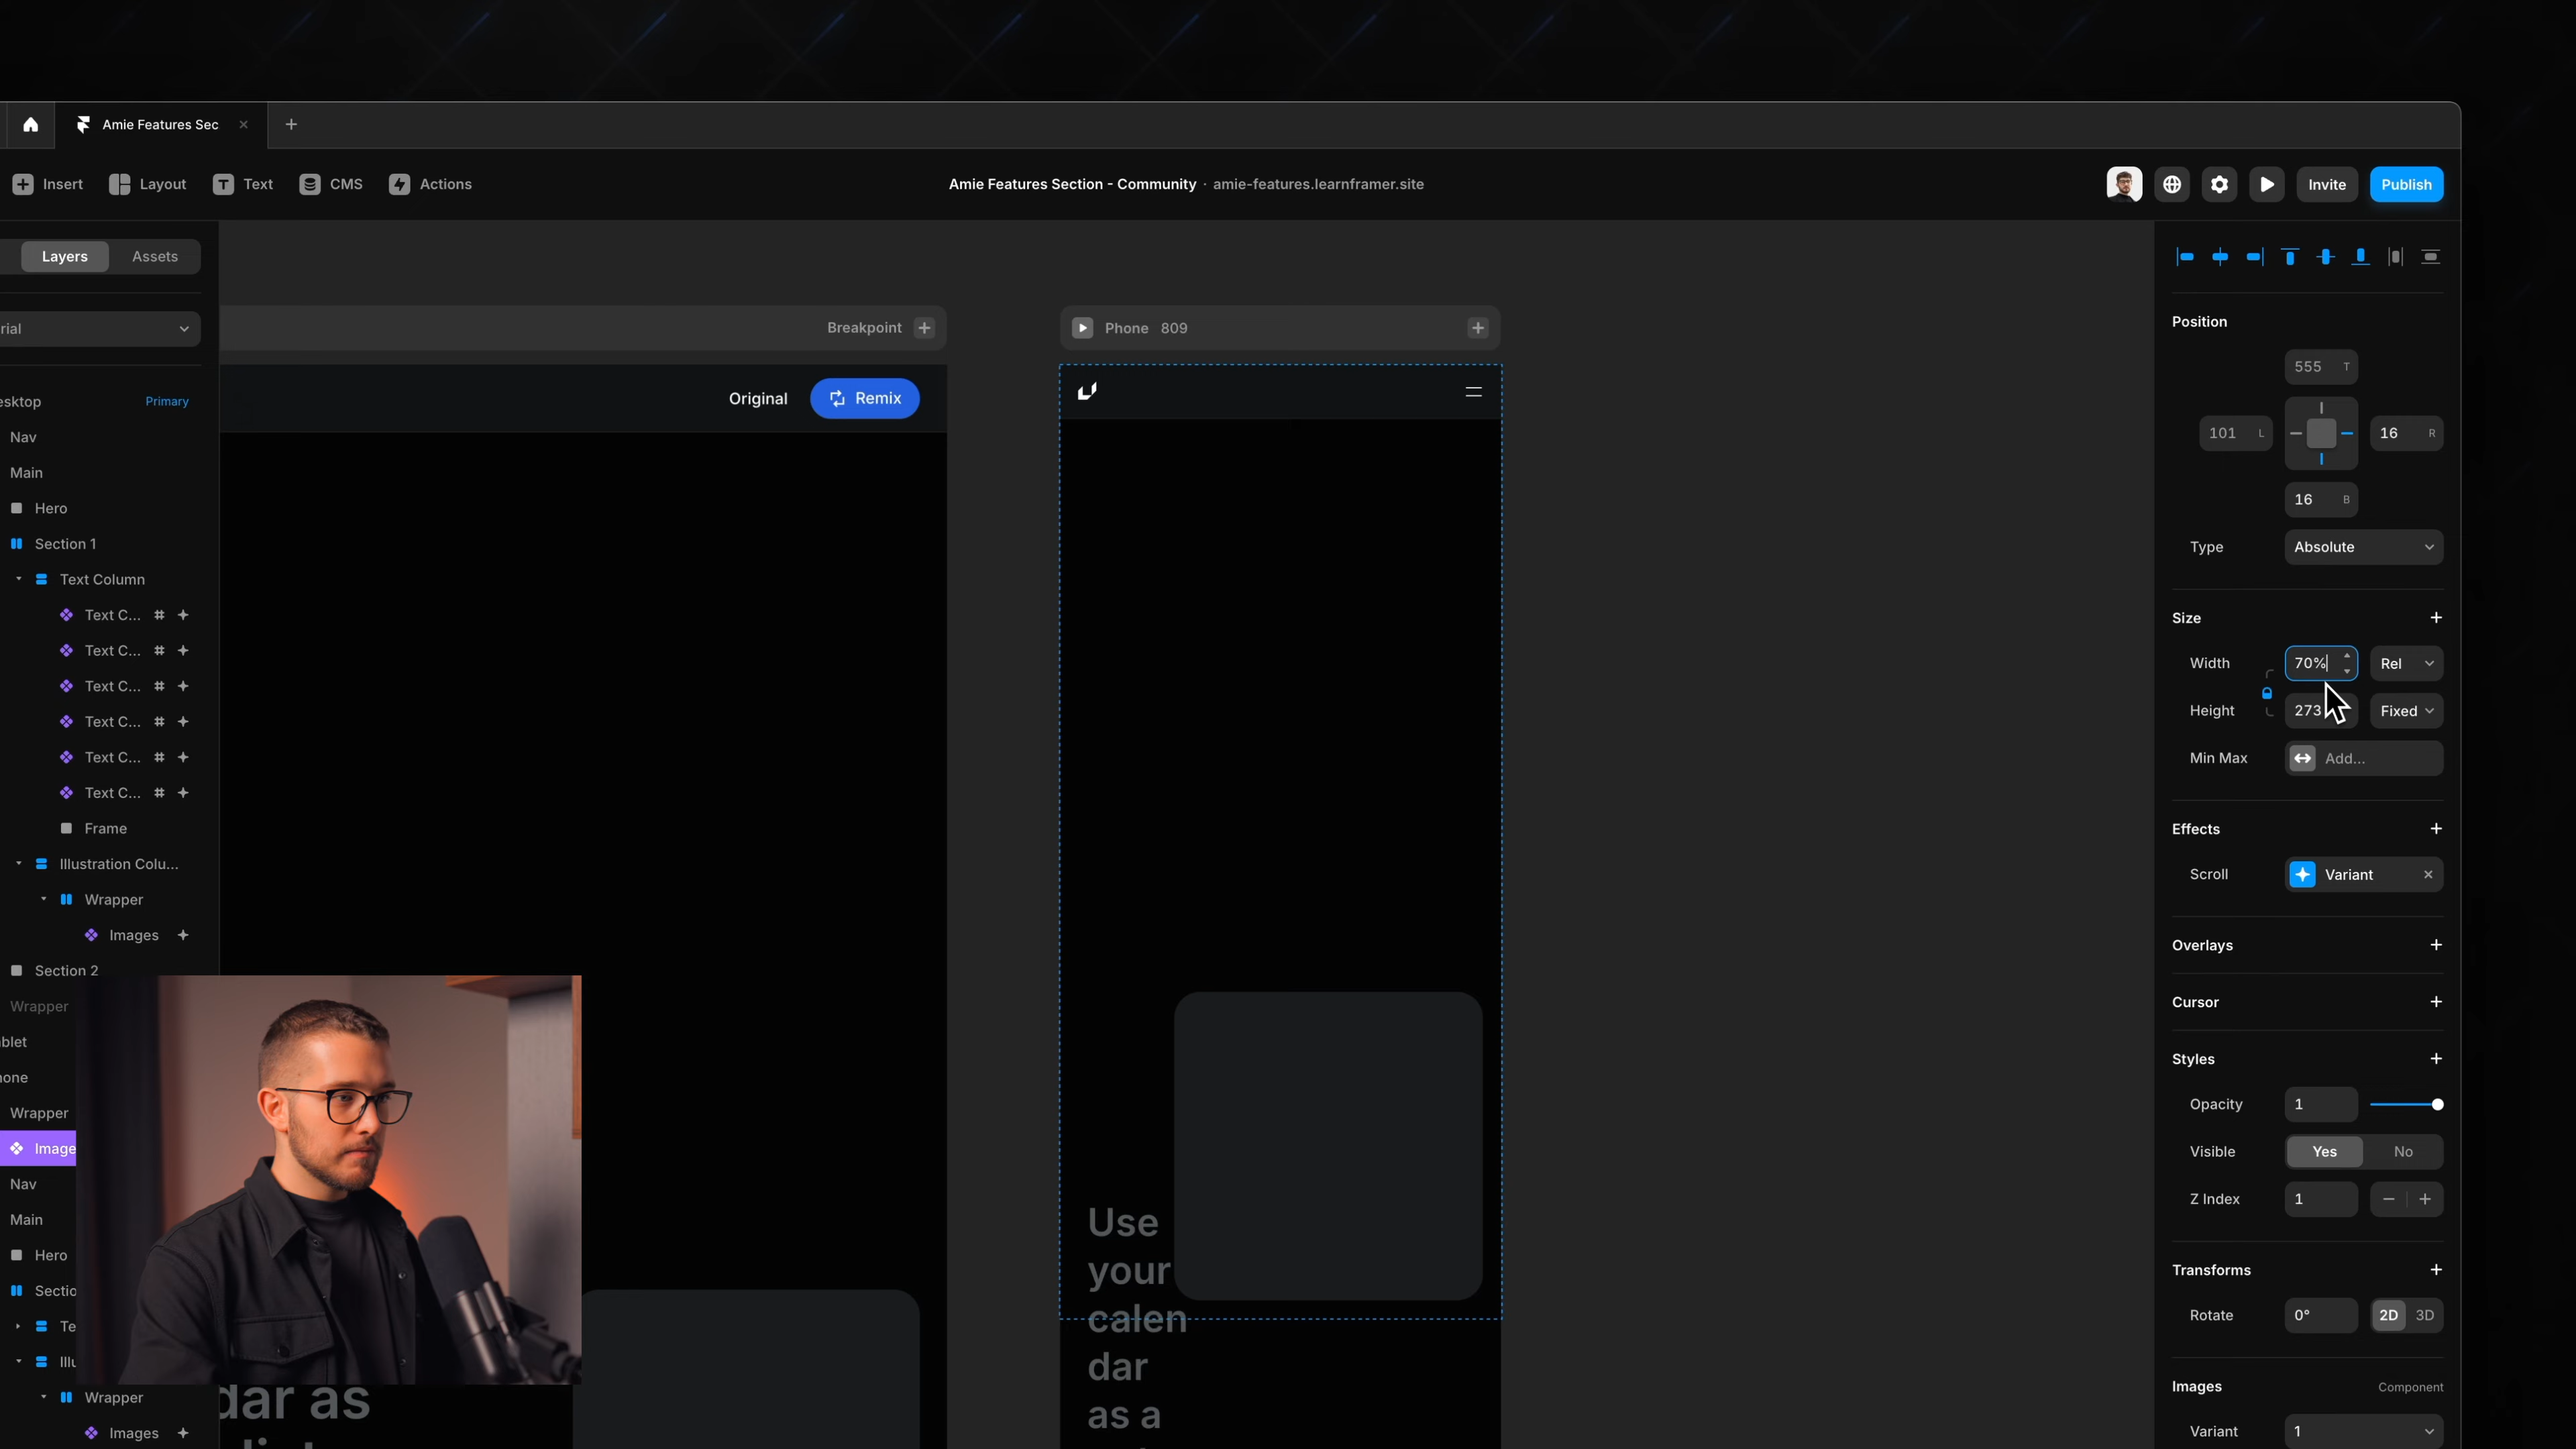 Amie Features Sec
Insert
Layout
Text
CMS
Actions
Amie Features Section - Community · amie-features.learnframer.site
Invite
Publish
Layers
Assets
rial
esktop
Primary
Nav
Main
Hero
Section 1
Text Column
Text C...
Text C...
Text C...
Text C...
Text C...
Text C...
Frame
Illustration Colu...
Wrapper
Images
Section 2
Wrapper
ablet
hone
Wrapper
Image
Nav
Main
Hero
Sectio
Te
Illu
Wrapper
Images
Breakpoint
Original
Remix
dar as
Phone 809
Use
your
calen
dar
as a
Position
555 T
101 L
16 R
16 B
Type
Absolute
Size
Width
70%
Rel
Height
273
Fixed
Min Max
Add...
Effects
Scroll
Variant
Overlays
Cursor
Styles
Opacity
1
Visible
Yes
No
Z Index
1
Transforms
Rotate
0°
2D
3D
Images
Component
Variant
1